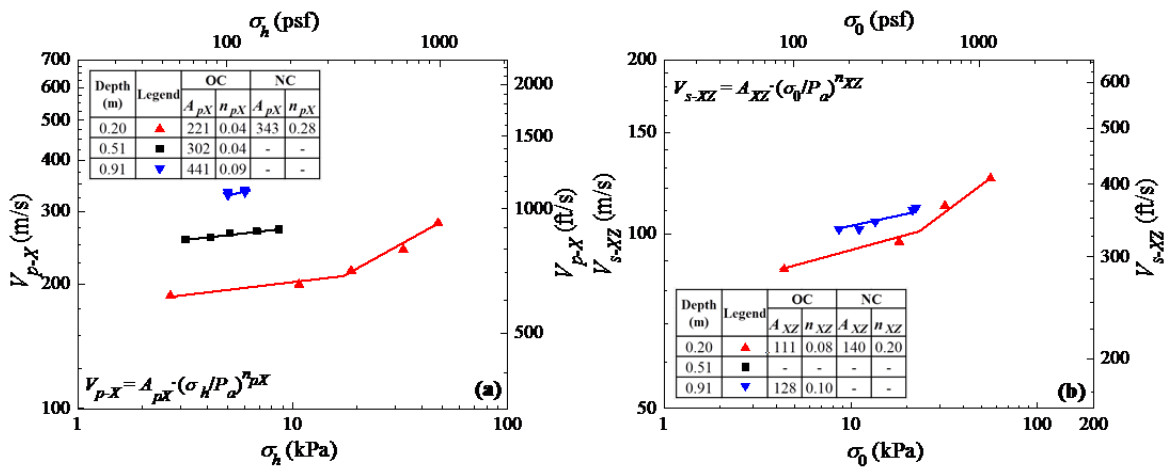 σh (psf)
100 1000
700
600
500
400
350
300
250
200
100
Vp-X (m/s)
Depth (m) Legend OC NC
ApX npX ApX npX
0.20 221 0.04 343 0.28
0.51 302 0.04 - -
0.91 441 0.09 - -
2000
1500
1000
500
Vp-X (ft/s)
Vp-X = ApX·(σh/Pa)npX
(a)
1 10 100
σh (kPa)
σ0 (psf)
100 1000
200
150
100
50
Vs-XZ (m/s)
Vs-XZ = AXZ·(σ0/Pa)nXZ
600
500
400
300
200
Vs-XZ (ft/s)
Depth (m) Legend OC NC
AXZ nXZ AXZ nXZ
0.20 111 0.08 140 0.20
0.51 - - - -
0.91 128 0.10 - -
(b)
1 10 100 200
σ0 (kPa)